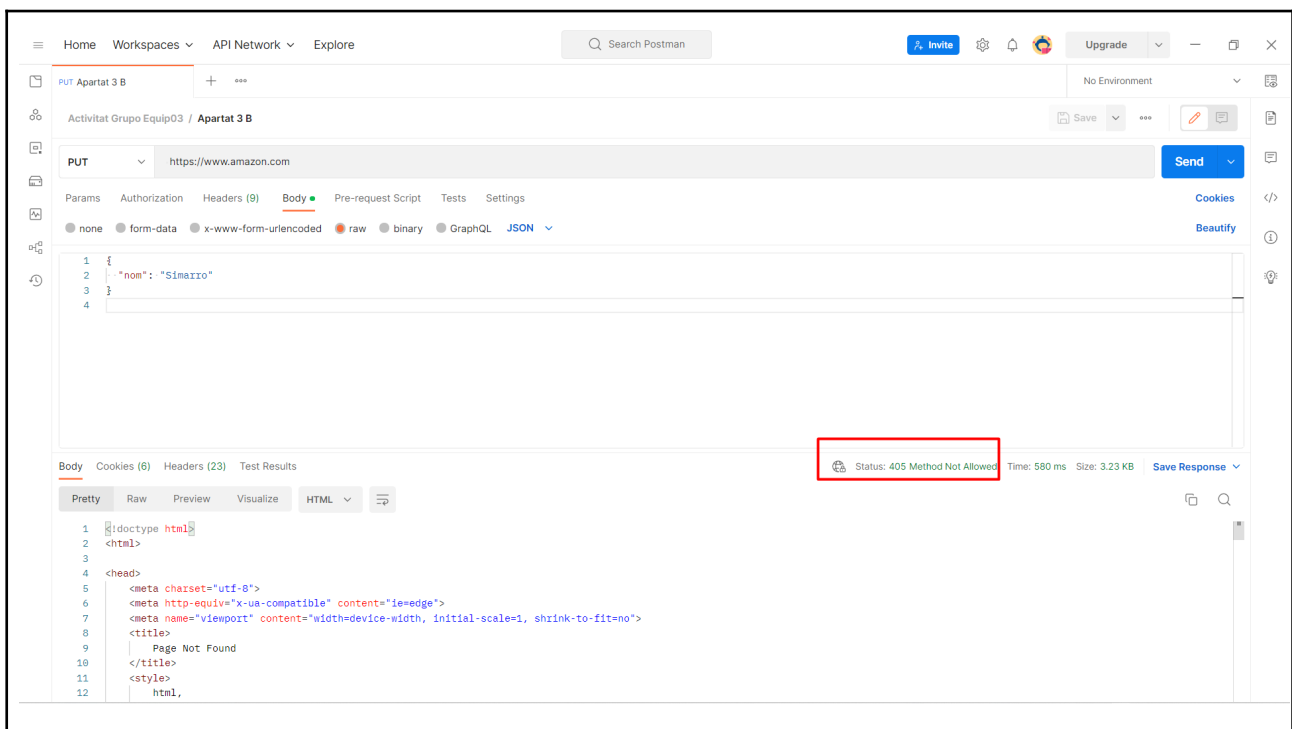 Home Workspaces API Network Explore Search Postman Invite Upgrade
PUT Apartat 3 B No Environment
Activitat Grupo Equip03 / Apartat 3 B Save
PUT https://www.amazon.com Send
Params Authorization Headers (9) Body Pre-request Script Tests Settings Cookies
none form-data x-www-form-urlencoded raw binary GraphQL JSON Beautify
1 {
2 "nom": "Simarro"
3 }
4
Body Cookies (6) Headers (23) Test Results Status: 405 Method Not Allowed Time: 580 ms Size: 3.23 KB Save Response
Pretty Raw Preview Visualize HTML
1 <!doctype html>
2 <html>
3
4 <head>
5 <meta charset="utf-8">
6 <meta http-equiv="x-ua-compatible" content="ie=edge">
7 <meta name="viewport" content="width=device-width, initial-scale=1, shrink-to-fit=no">
8 <title>
9 Page Not Found
10 </title>
11 <style>
12 html,